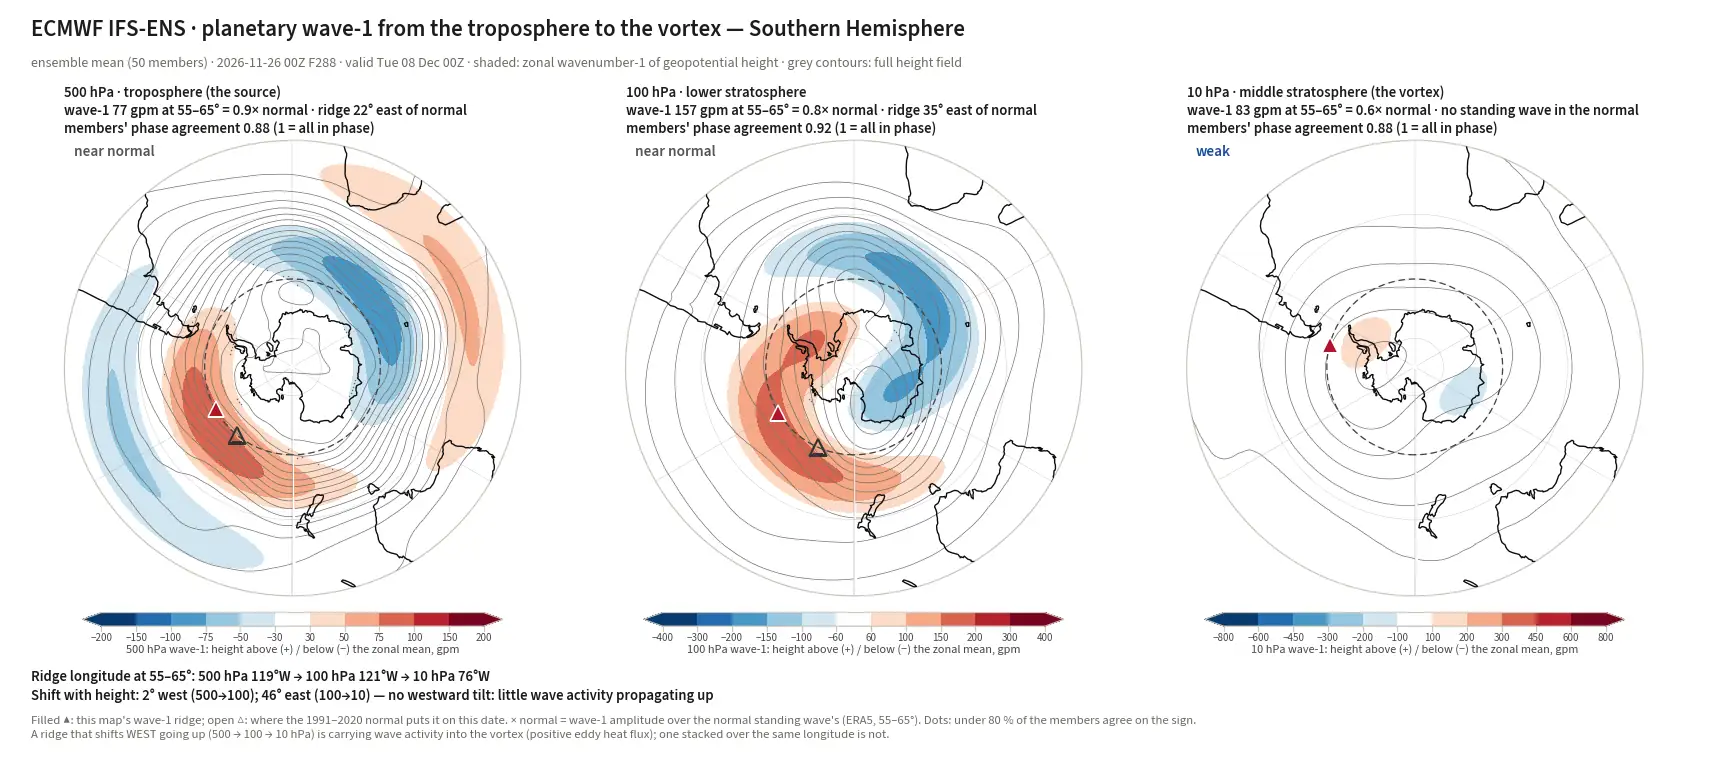 ECMWF IFS-ENS · planetary wave-1 from the troposphere to the vortex — Southern Hemisphere
ensemble mean (50 members) · 2026-11-26 00Z F288 · valid Tue 08 Dec 00Z · shaded: zonal wavenumber-1 of geopotential height · grey contours: full height field
500 hPa · troposphere (the source)
wave-1 77 gpm at 55–65° = 0.9× normal · ridge 22° east of normal
members' phase agreement 0.88 (1 = all in phase)
near normal
100 hPa · lower stratosphere
wave-1 157 gpm at 55–65° = 0.8× normal · ridge 35° east of normal
members' phase agreement 0.92 (1 = all in phase)
near normal
10 hPa · middle stratosphere (the vortex)
wave-1 83 gpm at 55–65° = 0.6× normal · no standing wave in the normal
members' phase agreement 0.88 (1 = all in phase)
weak
−200 −150 −100 −75 −50 −30 30 50 75 100 150 200
500 hPa wave-1: height above (+) / below (−) the zonal mean, gpm
−400 −300 −200 −150 −100 −60 60 100 150 200 300 400
100 hPa wave-1: height above (+) / below (−) the zonal mean, gpm
−800 −600 −450 −300 −200 −100 100 200 300 450 600 800
10 hPa wave-1: height above (+) / below (−) the zonal mean, gpm
Ridge longitude at 55–65°: 500 hPa 119°W → 100 hPa 121°W → 10 hPa 76°W
Shift with height: 2° west (500→100); 46° east (100→10) — no westward tilt: little wave activity propagating up
Filled ▲: this map's wave-1 ridge; open △: where the 1991–2020 normal puts it on this date. × normal = wave-1 amplitude over the normal standing wave's (ERA5, 55–65°). Dots: under 80 % of the members agree on the sign.
A ridge that shifts WEST going up (500 → 100 → 10 hPa) is carrying wave activity into the vortex (positive eddy heat flux); one stacked over the same longitude is not.